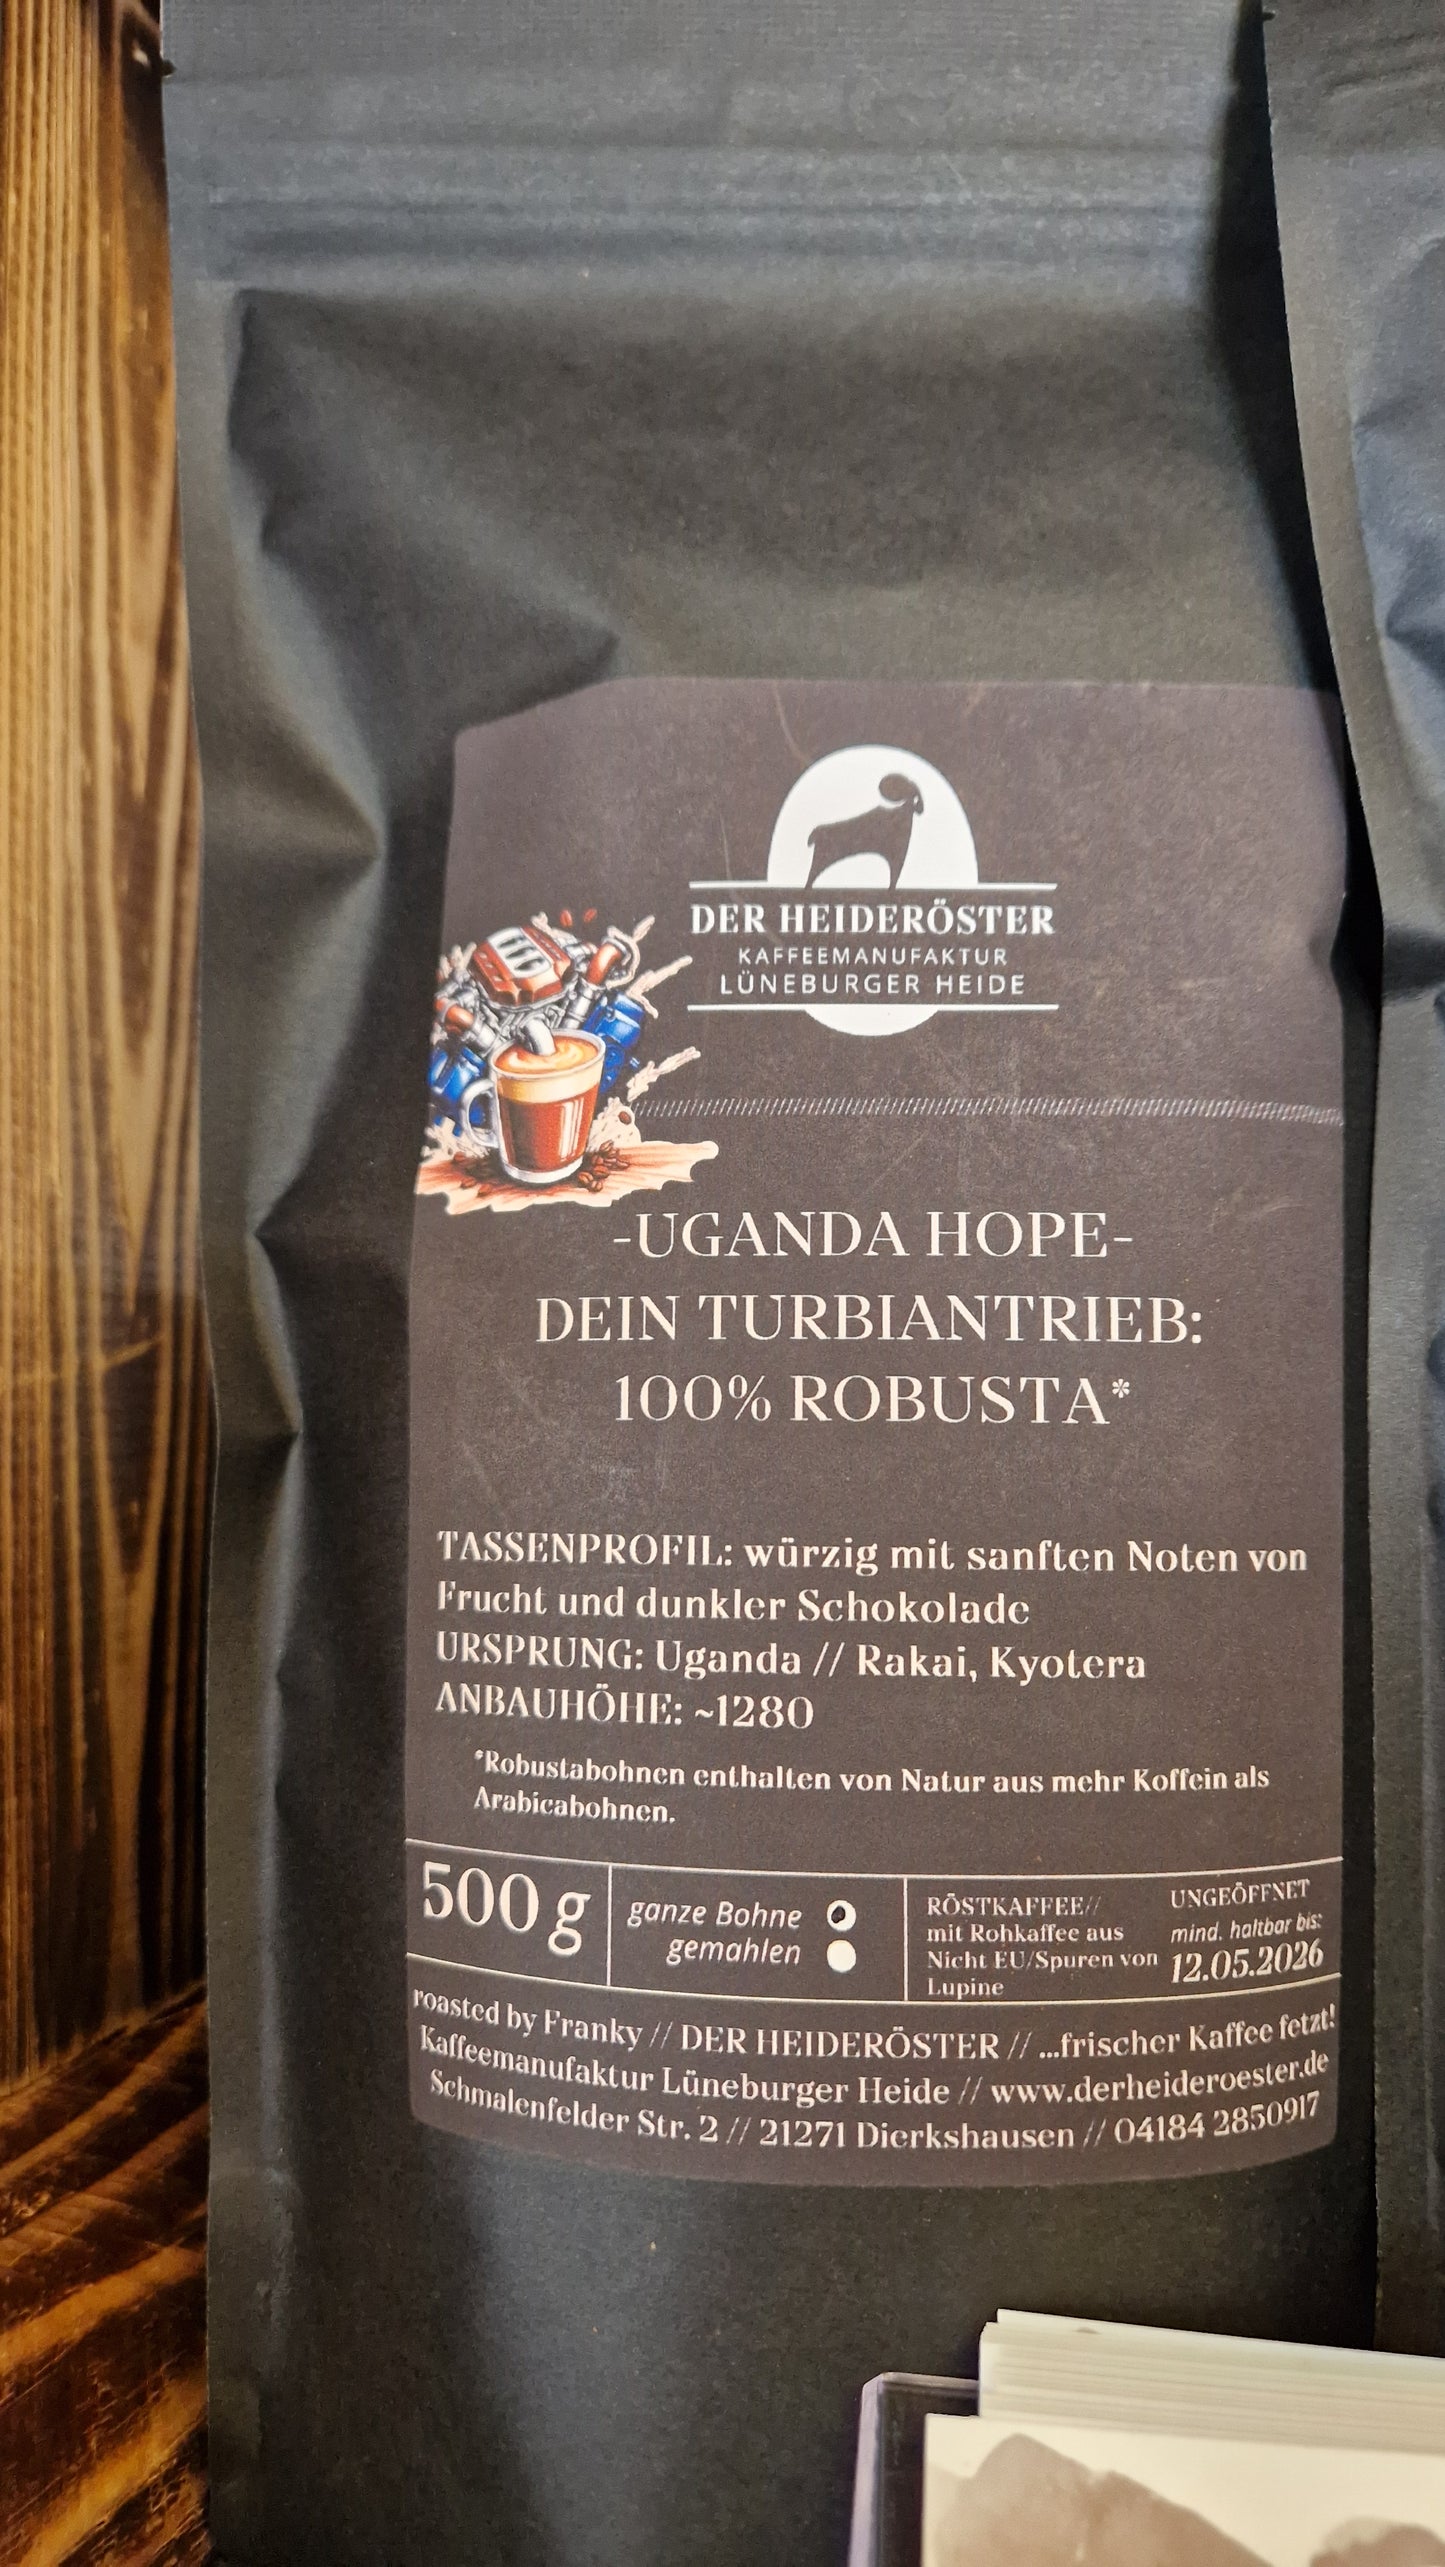 DER HEIDERÖSTER
KAFFEEMANUFAKTUR
LÜNEBURGER HEIDE
-UGANDA HOPE-
DEIN TURBIANTRIEB:
100% ROBUSTA*
TASSENPROFIL: würzig mit sanften Noten von
Frucht und dunkler Schokolade
URSPRUNG: Uganda // Rakai, Kyotera
ANBAUHÖHE: ~1280
*Robustabohnen enthalten von Natur aus mehr Koffein als
Arabicabohnen.
500 g
ganze Bohne
gemahlen
RÖSTKAFFEE//
mit Rohkaffee aus
Nicht EU/Spuren von
Lupine
UNGEÖFFNET
mind. haltbar bis:
12.05.2026
roasted by Franky // DER HEIDERÖSTER // ...frischer Kaffee fetzt!
Kaffeemanufaktur Lüneburger Heide // www.derheideroester.de
Schmalenfelder Str. 2 // 21271 Dierkshausen // 04184 2850917